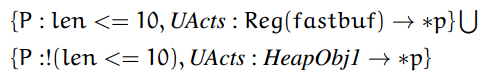 {P : len <= 10, UActs : Reg(fastbuf) → *p} ⋃
{P :!(len <= 10), UActs : HeapObj1 → *p}